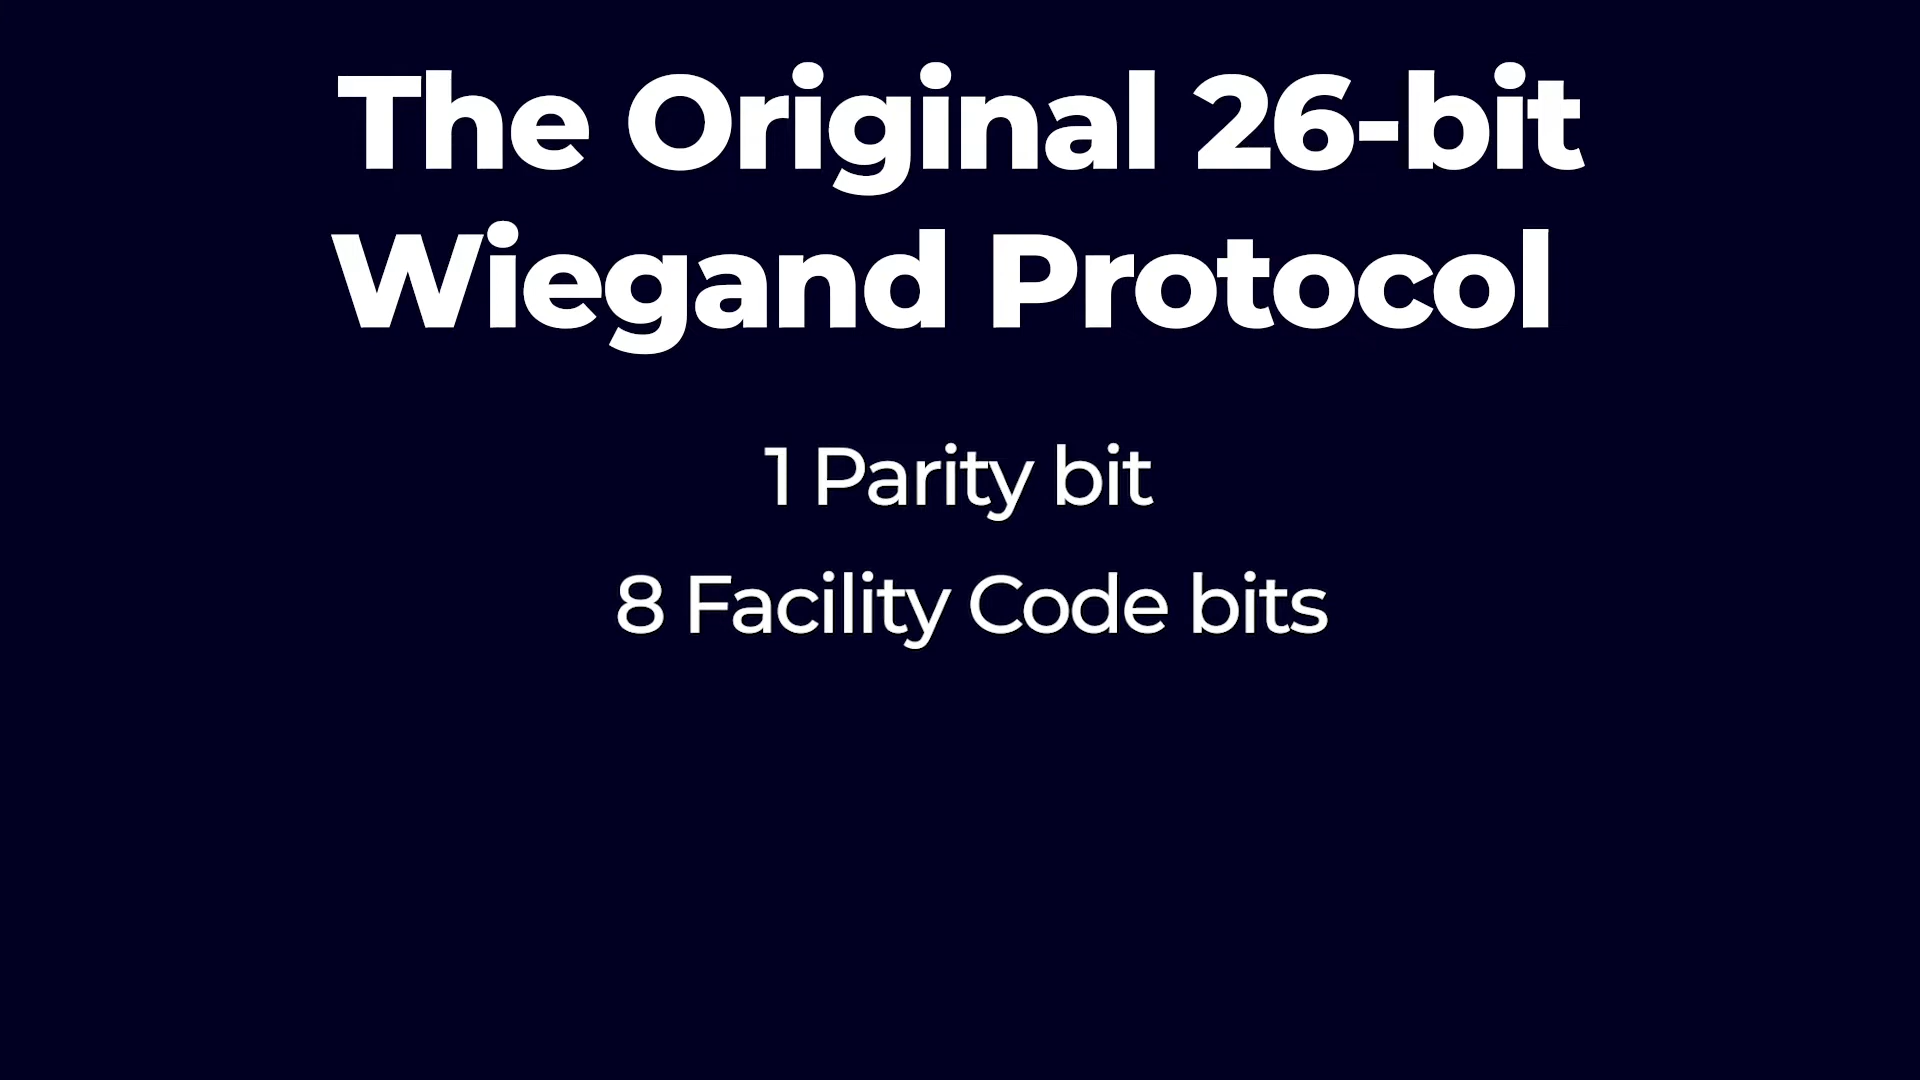 The Original 26-bit
Wiegand Protocol
1 Parity bit
8 Facility Code bits